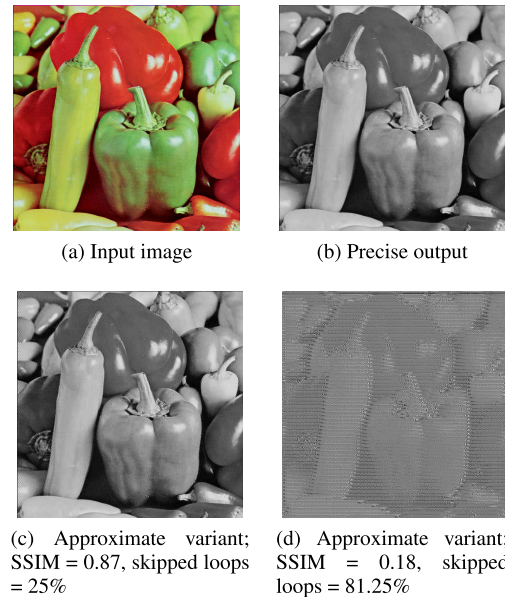 (a) Input image
(b) Precise output
(c) Approximate variant;
SSIM = 0.87, skipped loops
= 25%
(d) Approximate variant;
SSIM = 0.18, skipped
loops = 81.25%